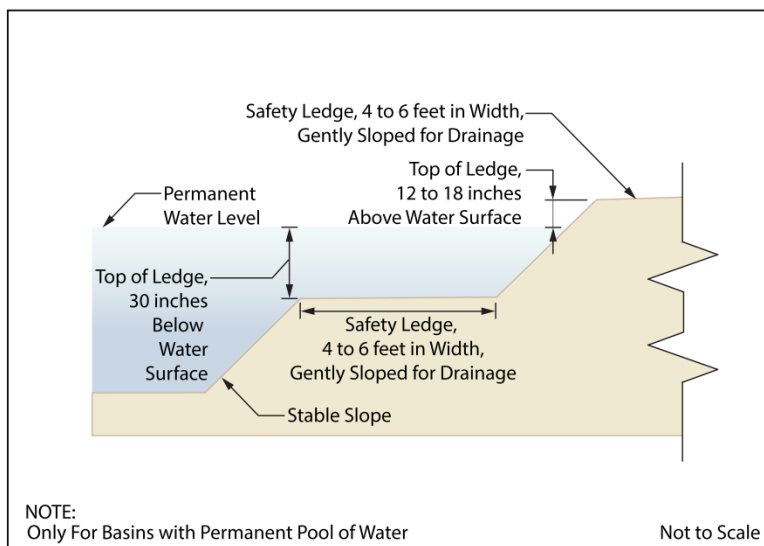 Safety Ledge, 4 to 6 feet in Width,
Gently Sloped for Drainage
Top of Ledge,
12 to 18 inches
Above Water Surface
Permanent
Water Level
Top of Ledge,
30 inches
Below
Water
Surface
Safety Ledge,
4 to 6 feet in Width,
Gently Sloped for Drainage
Stable Slope
NOTE:
Only For Basins with Permanent Pool of Water
Not to Scale